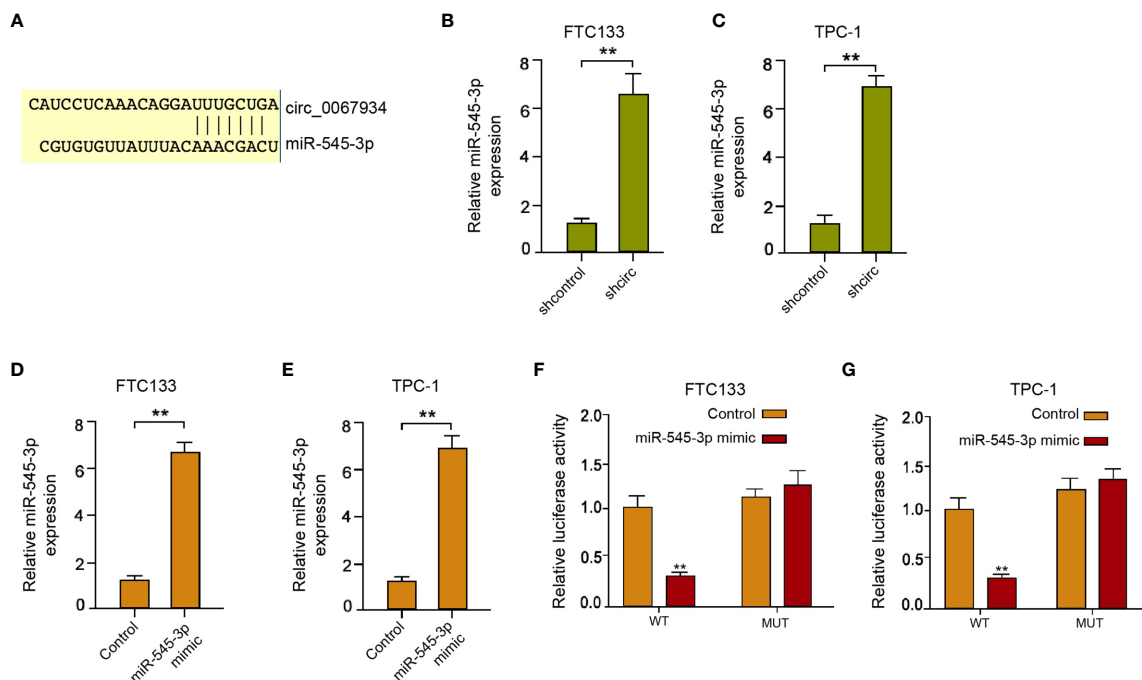 A
CAUCCUCAAACAGGAUUUGCUGA circ_0067934
CGUGUGUUAUUUACAAACGACU miR-545-3p
B
FTC133
Relative miR-545-3p
expression
8
6
4
2
0
**
shcontrol
shcirc
C
TPC-1
Relative miR-545-3p
expression
8
6
4
2
0
**
shcontrol
shcirc
D
FTC133
Relative miR-545-3p
expression
8
6
4
2
0
**
Control
miR-545-3p
mimic
E
TPC-1
Relative miR-545-3p
expression
8
6
4
2
0
**
Control
miR-545-3p
mimic
F
FTC133
Relative luciferase activity
2.0
1.5
1.0
0.5
0.0
Control
miR-545-3p mimic
**
WT
MUT
G
TPC-1
Relative luciferase activity
2.0
1.5
1.0
0.5
0.0
Control
miR-545-3p mimic
**
WT
MUT